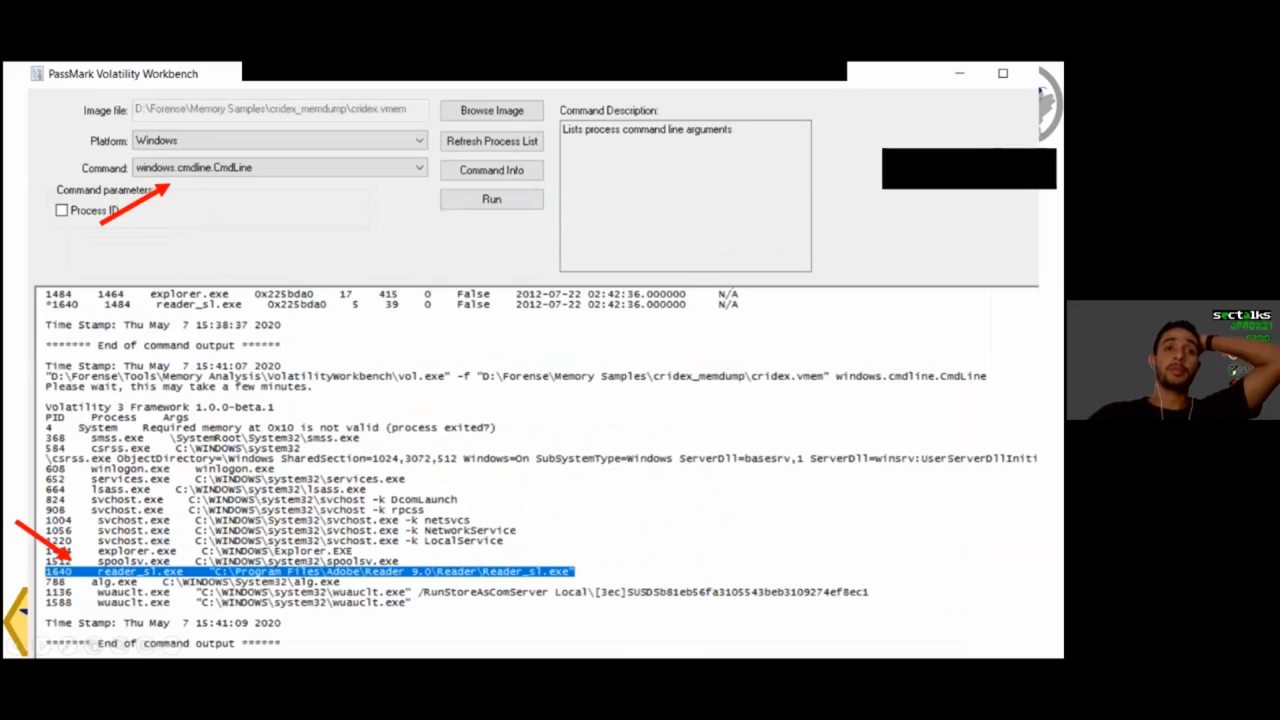 PassMark Volatility Workbench
Image file: D:\Forense\Memory Samples\cridex_memdump\cridex.vmem
Browse Image
Command Description:
Platform: Windows
Refresh Process List
Lists process command line arguments
Command: windows.cmdline.CmdLine
Command Info
Command parameters:
Process ID
Run
1484 1464 explorer.exe 0x225bda0 17 415 0 False 2012-07-22 02:42:36.000000 N/A
*1640 1484 reader_sl.exe 0x225bda0 5 39 0 False 2012-07-22 02:42:36.000000 N/A
Time Stamp: Thu May 7 15:38:37 2020
******* End of command output ******
Time Stamp: Thu May 7 15:41:07 2020
"D:\Forense\Tools\Memory Analysis\VolatilityWorkbench\vol.exe" -f "D:\Forense\Memory Samples\cridex_memdump\cridex.vmem" windows.cmdline.CmdLine
Please wait, this may take a few minutes.
Volatility 3 Framework 1.0.0-beta.1
PID Process Args
4 System Required memory at 0x10 is not valid (process exited?)
368 smss.exe \SystemRoot\System32\smss.exe
584 csrss.exe C:\WINDOWS\system32
\csrss.exe ObjectDirectory=\Windows SharedSection=1024,3072,512 Windows=On SubSystemType=Windows ServerDll=basesrv,1 ServerDll=winsrv:UserServerDllIniti
608 winlogon.exe winlogon.exe
652 services.exe C:\WINDOWS\system32\services.exe
664 lsass.exe C:\WINDOWS\system32\lsass.exe
824 svchost.exe C:\WINDOWS\system32\svchost -k DcomLaunch
908 svchost.exe C:\WINDOWS\system32\svchost -k rpcss
1004 svchost.exe C:\WINDOWS\System32\svchost.exe -k netsvcs
1056 svchost.exe C:\WINDOWS\system32\svchost.exe -k NetworkService
1220 svchost.exe C:\WINDOWS\system32\svchost.exe -k LocalService
explorer.exe C:\WINDOWS\Explorer.EXE
1512 spoolsv.exe C:\WINDOWS\system32\spoolsv.exe
1640 reader_sl.exe "C:\Program Files\Adobe\Reader 9.0\Reader\Reader_sl.exe"
788 alg.exe C:\WINDOWS\System32\alg.exe
1136 wuauclt.exe "C:\WINDOWS\system32\wuauclt.exe" /RunStoreAsComServer Local\[3ec]SUSDSb81eb56fa3105543beb3109274ef8ec1
1588 wuauclt.exe "C:\WINDOWS\system32\wuauclt.exe"
Time Stamp: Thu May 7 15:41:09 2020
******* End of command output ******
sectalks